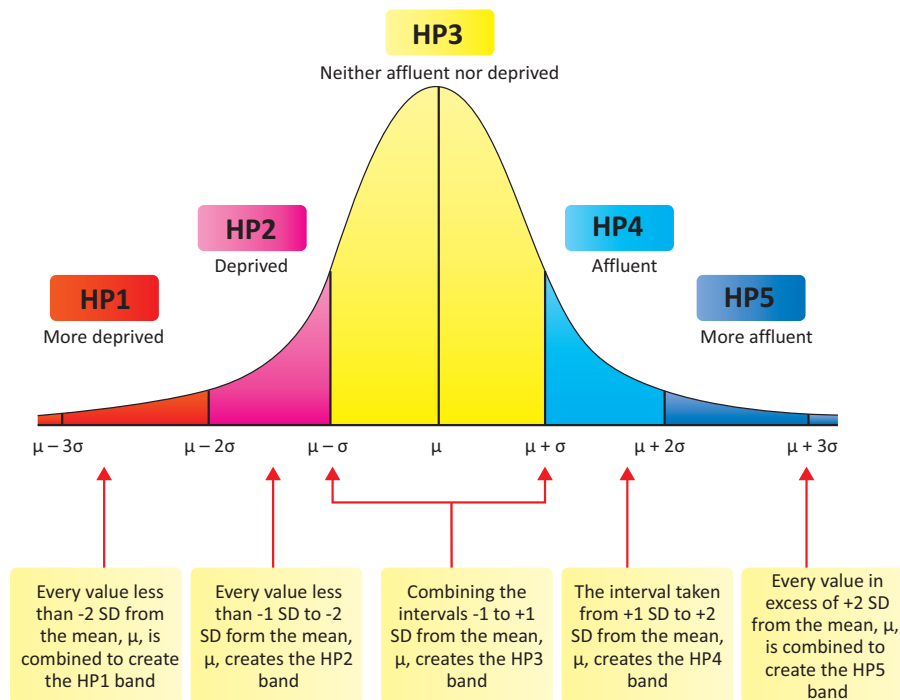 HP3
Neither affluent nor deprived
HP2
Deprived
HP4
Affluent
HP1
More deprived
HP5
More affluent
μ – 3σ
μ – 2σ
μ – σ
μ
μ + σ
μ + 2σ
μ + 3σ
Every value less
than -2 SD from
the mean, μ, is
combined to create
the HP1 band
Every value less
than -1 SD to -2
SD form the mean,
μ, creates the HP2
band
Combining the
intervals -1 to +1
SD from the mean,
μ, creates the HP3
band
The interval taken
from +1 SD to +2
SD from the mean,
μ, creates the HP4
band
Every value in
excess of +2 SD
from the mean, μ,
is combined to
create the HP5
band